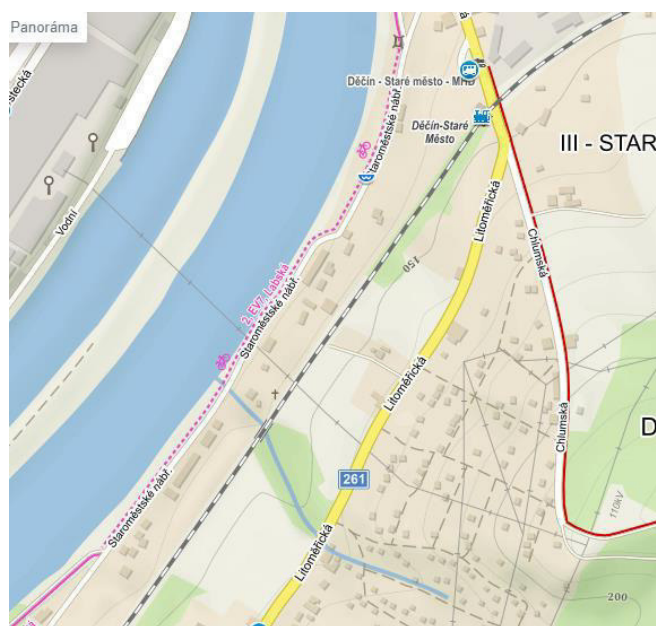 Panoráma
Děčín - Staré město - MHD
Děčín-Staré
Město
III - STAR
Staroměstské nábř.
Vodní
Litoměřická
Chlumská
150
2, EV7, Labská
Staroměstské nábř.
Litoměřická
Chlumská
D
261
Staroměstské nábř.
110kV
Litoměřická
200